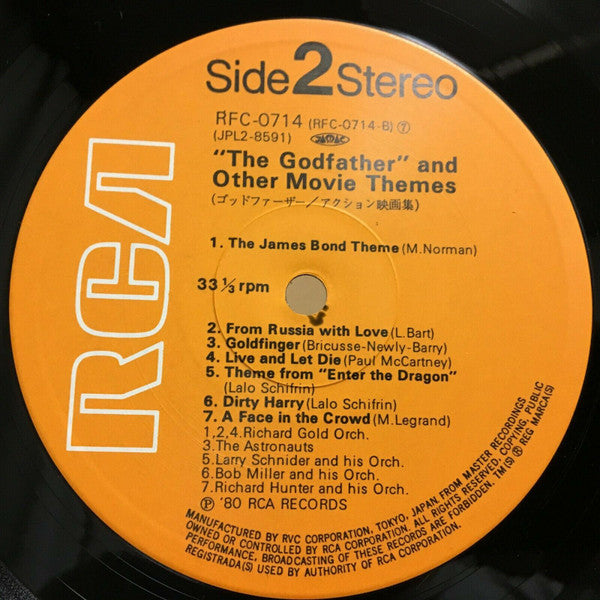 Side 2 Stereo
RFC-0714 (RFC-0714-B) ⑦
(JPL2-8591)
"The Godfather" and
Other Movie Themes
(ゴッドファーザー/アクション映画集)
RCA
1. The James Bond Theme (M.Norman)
33 1/3 rpm
2. From Russia with Love (L.Bart)
3. Goldfinger (Bricusse-Newly-Barry)
4. Live and Let Die (Paul McCartney)
5. Theme from "Enter the Dragon"
(Lalo Schifrin)
6. Dirty Harry (Lalo Schifrin)
7. A Face in the Crowd (M.Legrand)
1,2,4.Richard Gold Orch.
3.The Astronauts
5.Larry Schnider and his Orch.
6.Bob Miller and his Orch.
7.Richard Hunter and his Orch.
Ⓟ '80 RCA RECORDS
MANUFACTURED BY RVC CORPORATION, TOKYO, JAPAN. FROM MASTER RECORDINGS
OWNED OR CONTROLLED BY RCA CORPORATION. ALL RIGHTS RESERVED, COPYING, PUBLIC
PERFORMANCE, BROADCASTING OF THESE RECORDS ARE FORBIDDEN. TM(S) ® REG MARCA(S)
REGISTRADA(S) USED BY AUTHORITY OF RCA CORPORATION.